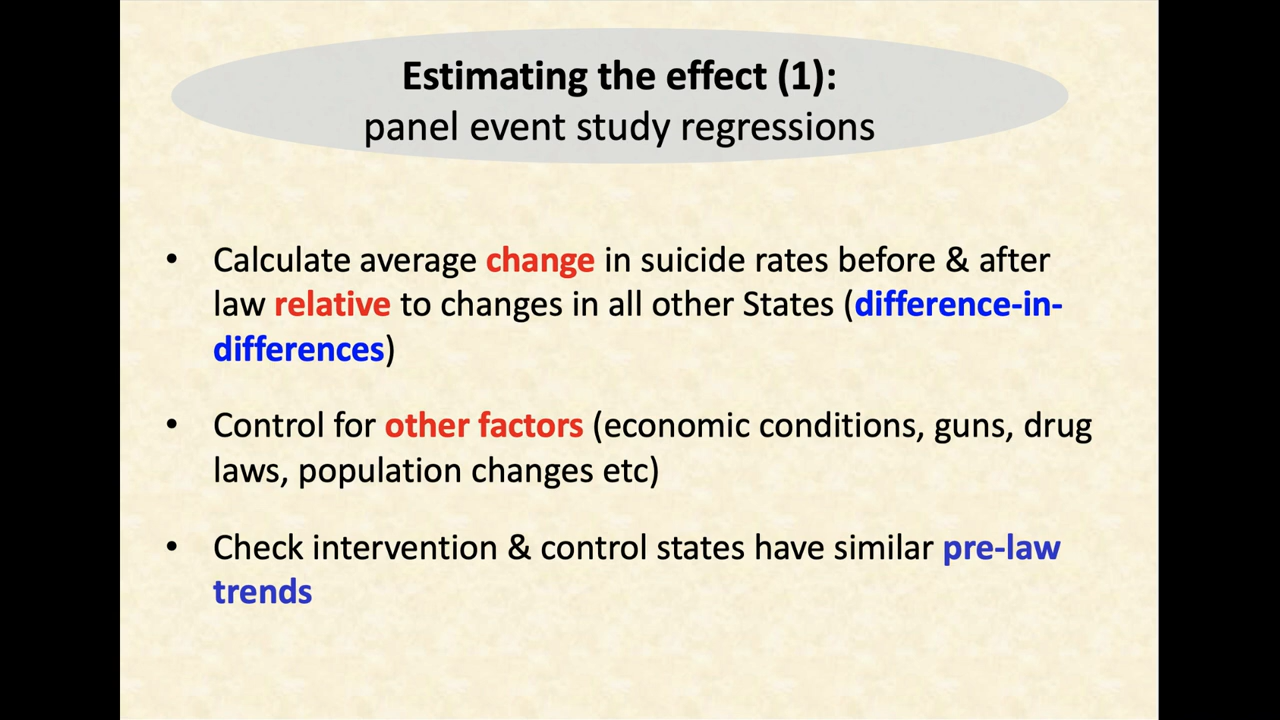 Estimating the effect (1):
panel event study regressions
• Calculate average change in suicide rates before & after
law relative to changes in all other States (difference-in-
differences)
• Control for other factors (economic conditions, guns, drug
laws, population changes etc)
• Check intervention & control states have similar pre-law
trends